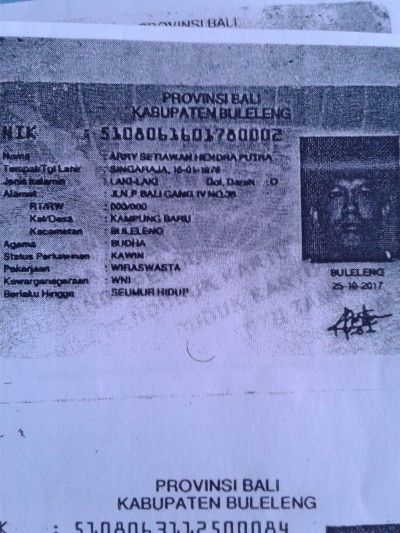 PROVINSI BALI
PROVINSI BALI
KABUPATEN BULELENG
NIK : 5108061601780002
Nama : ARRY SETIAWAN HENDRA PUTRA
Tempat/Tgl Lahir : SINGARAJA, 16-01-1978
Jenis kelamin : LAKI-LAKI Gol. Darah : O
Alamat : JLN.P.BALI GANG IV NO.38
RT/RW : 000/000
Kel/Desa : KAMPUNG BARU
Kecamatan : BULELENG
Agama : BUDHA
Status Perkawinan : KAWIN
Pekerjaan : WIRASWASTA
Kewarganegaraan : WNI
Berlaku Hingga : SEUMUR HIDUP
BULELENG
25-10-2017
PROVINSI BALI
KABUPATEN BULELENG
K : 5108063112500084